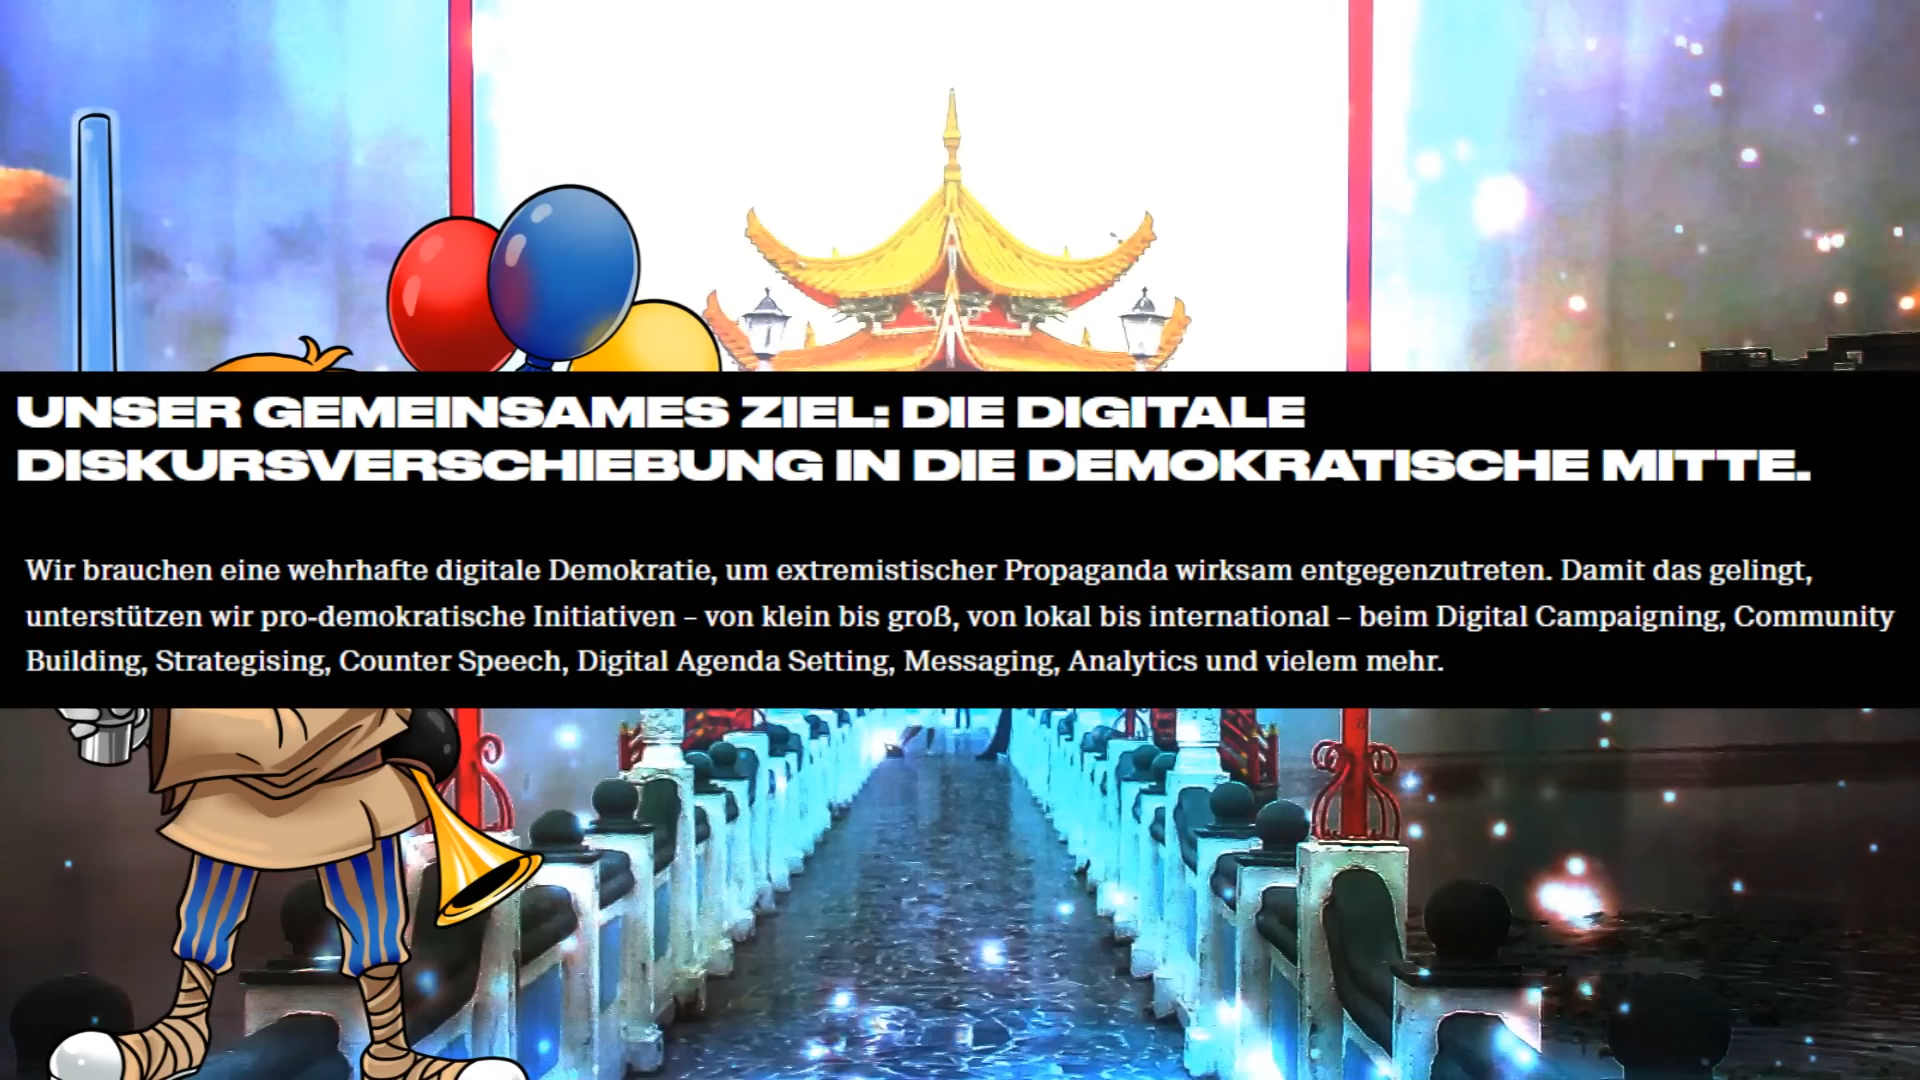 UNSER GEMEINSAMES ZIEL: DIE DIGITALE
DISKURSVERSCHIEBUNG IN DIE DEMOKRATISCHE MITTE.
Wir brauchen eine wehrhafte digitale Demokratie, um extremistischer Propaganda wirksam entgegenzutreten. Damit das gelingt,
unterstützen wir pro-demokratische Initiativen – von klein bis groß, von lokal bis international – beim Digital Campaigning, Community
Building, Strategising, Counter Speech, Digital Agenda Setting, Messaging, Analytics und vielem mehr.